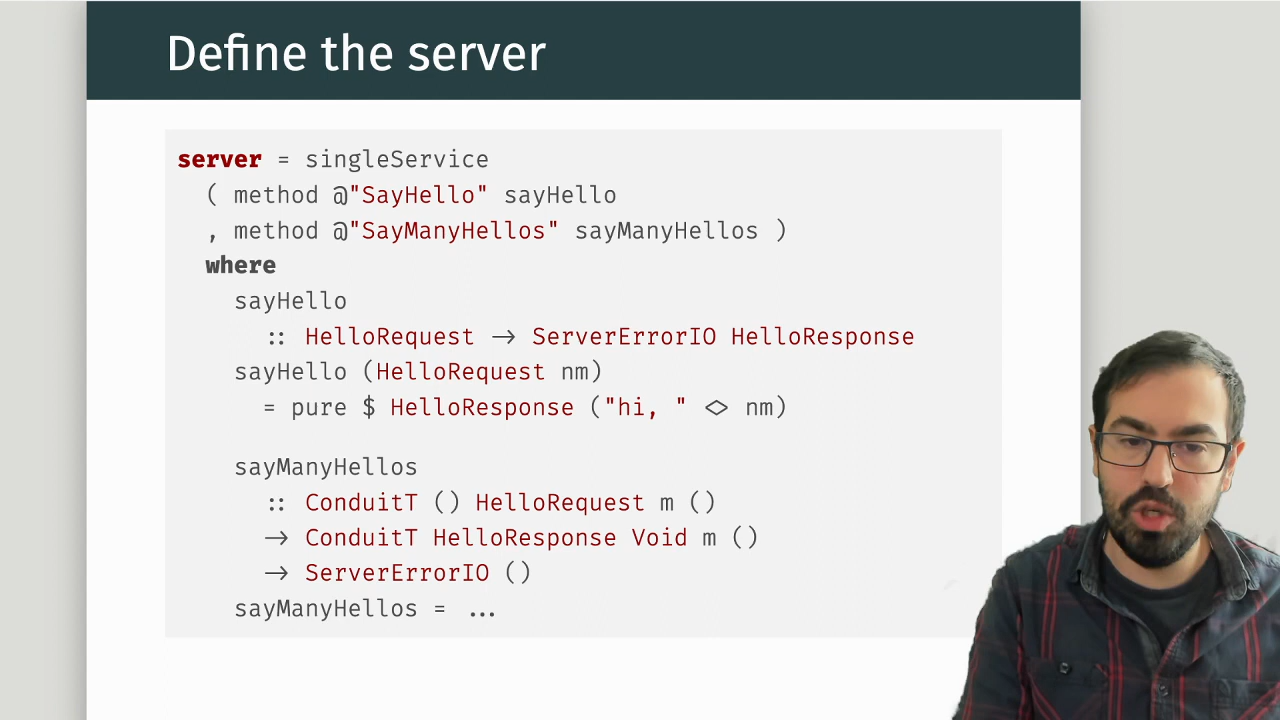 Define the server
server = singleService
( method @"SayHello" sayHello
, method @"SayManyHellos" sayManyHellos )
where
sayHello
:: HelloRequest -> ServerErrorIO HelloResponse
sayHello (HelloRequest nm)
= pure $ HelloResponse ("hi, " <> nm)
sayManyHellos
:: ConduitT () HelloRequest m ()
-> ConduitT HelloResponse Void m ()
-> ServerErrorIO ()
sayManyHellos = ...